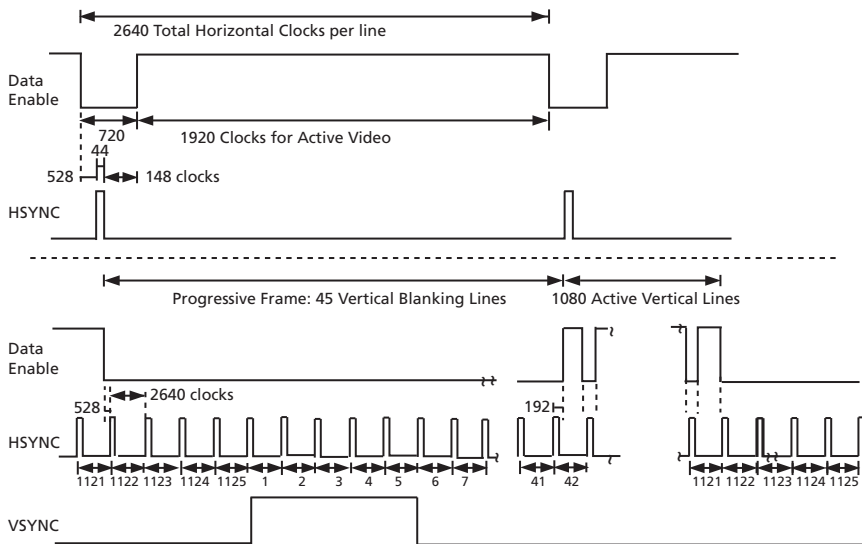 2640 Total Horizontal Clocks per line
Data
Enable
720
1920 Clocks for Active Video
44
528
148 clocks
HSYNC
Progressive Frame: 45 Vertical Blanking Lines
1080 Active Vertical Lines
Data
Enable
2640 clocks
528
192
HSYNC
1121 1122 1123 1124 1125 1 2 3 4 5 6 7 41 42 1121 1122 1123 1124 1125
VSYNC